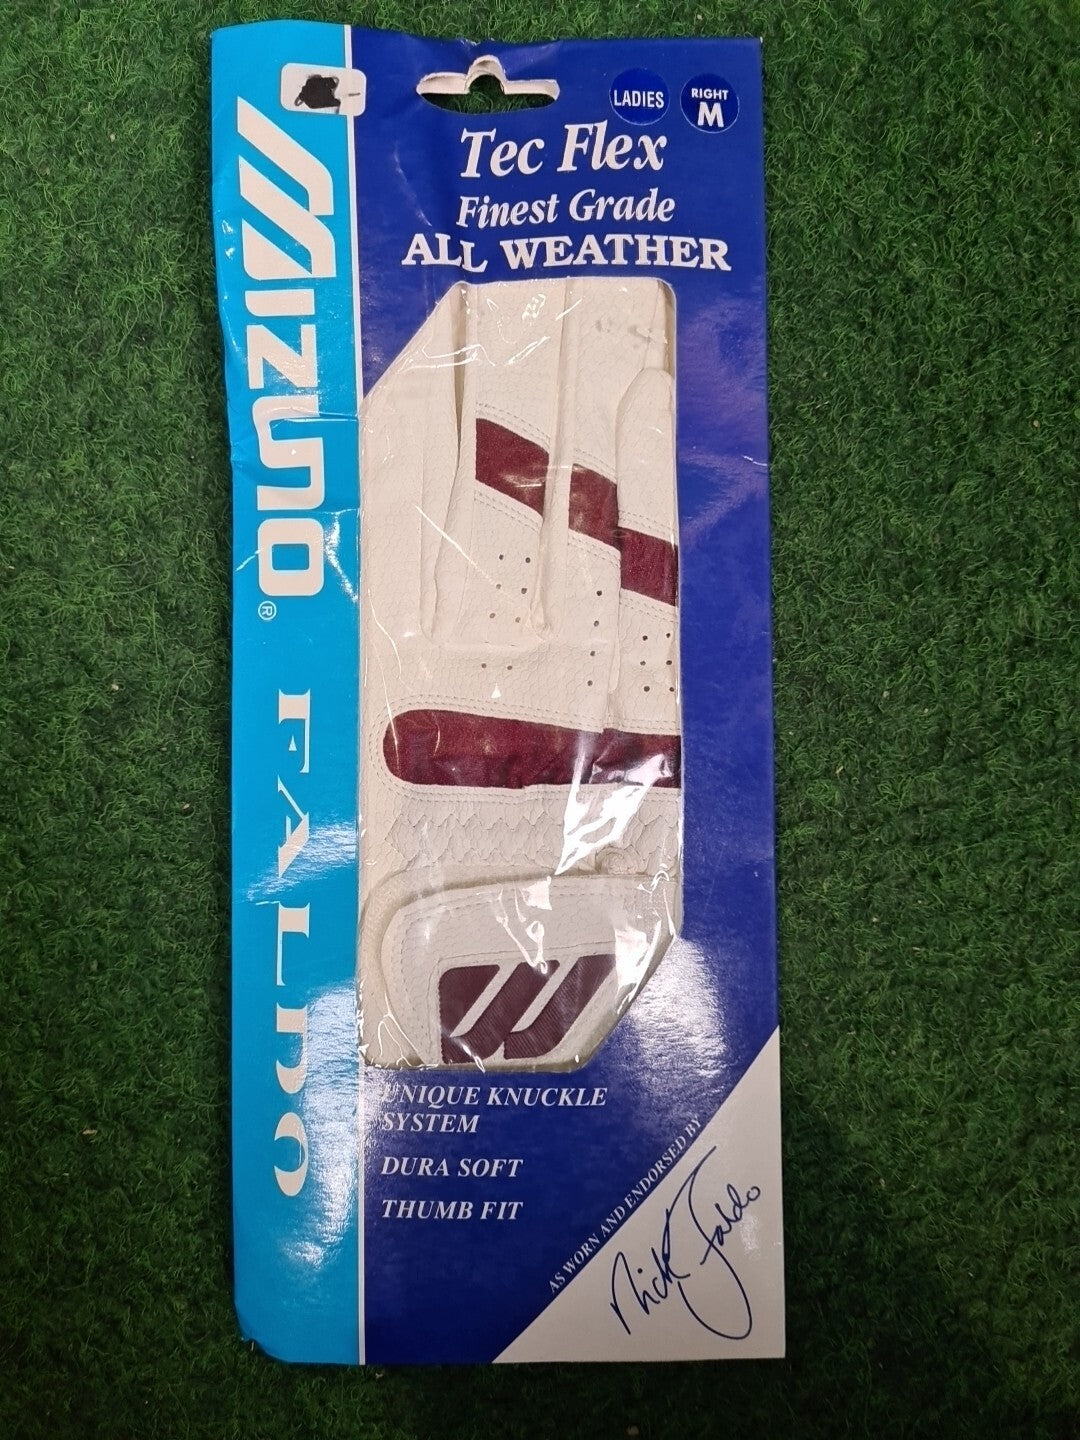 LADIES
RIGHT
M
Tec Flex
Finest Grade
ALL WEATHER
MIZUNO®
FALDO
UNIQUE KNUCKLE
SYSTEM
DURA SOFT
THUMB FIT
AS WORN AND ENDORSED BY
Nick Faldo